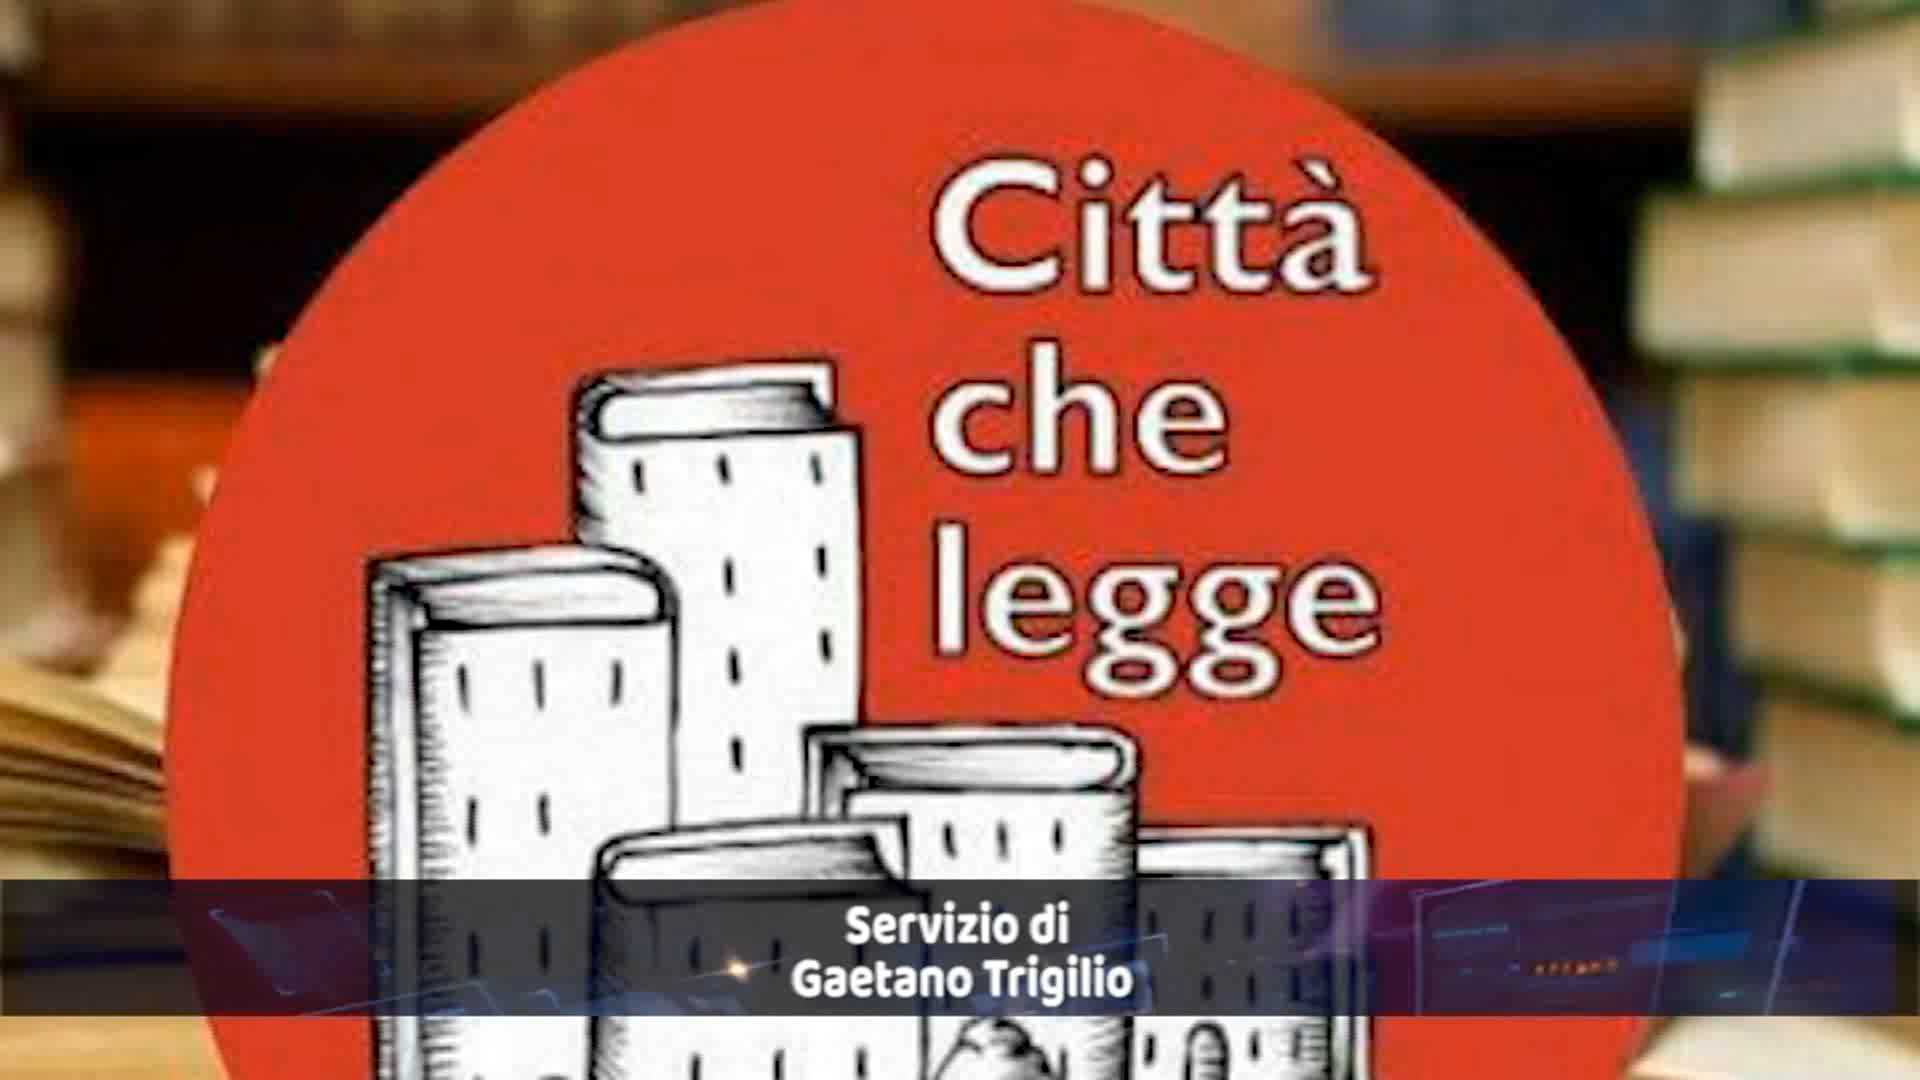 Città
che
legge
Servizio di
Gaetano Trigilio